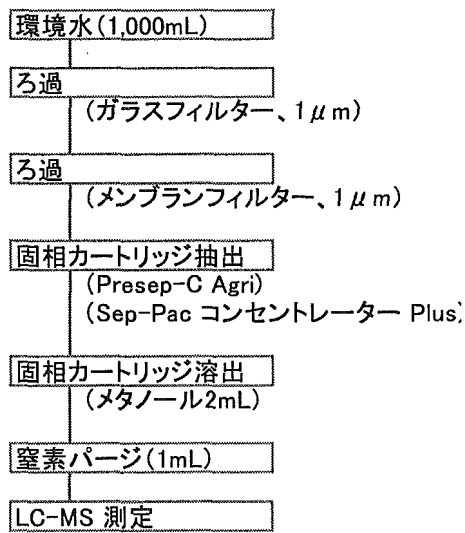 環境水(1,000mL)
ろ過
(ガラスフィルター、1μm)
ろ過
(メンブランフィルター、1μm)
固相カートリッジ抽出
(Presep-C Agri)
(Sep-Pac コンセントレーター Plus)
固相カートリッジ溶出
(メタノール2mL)
窒素パージ(1mL)
LC-MS 測定